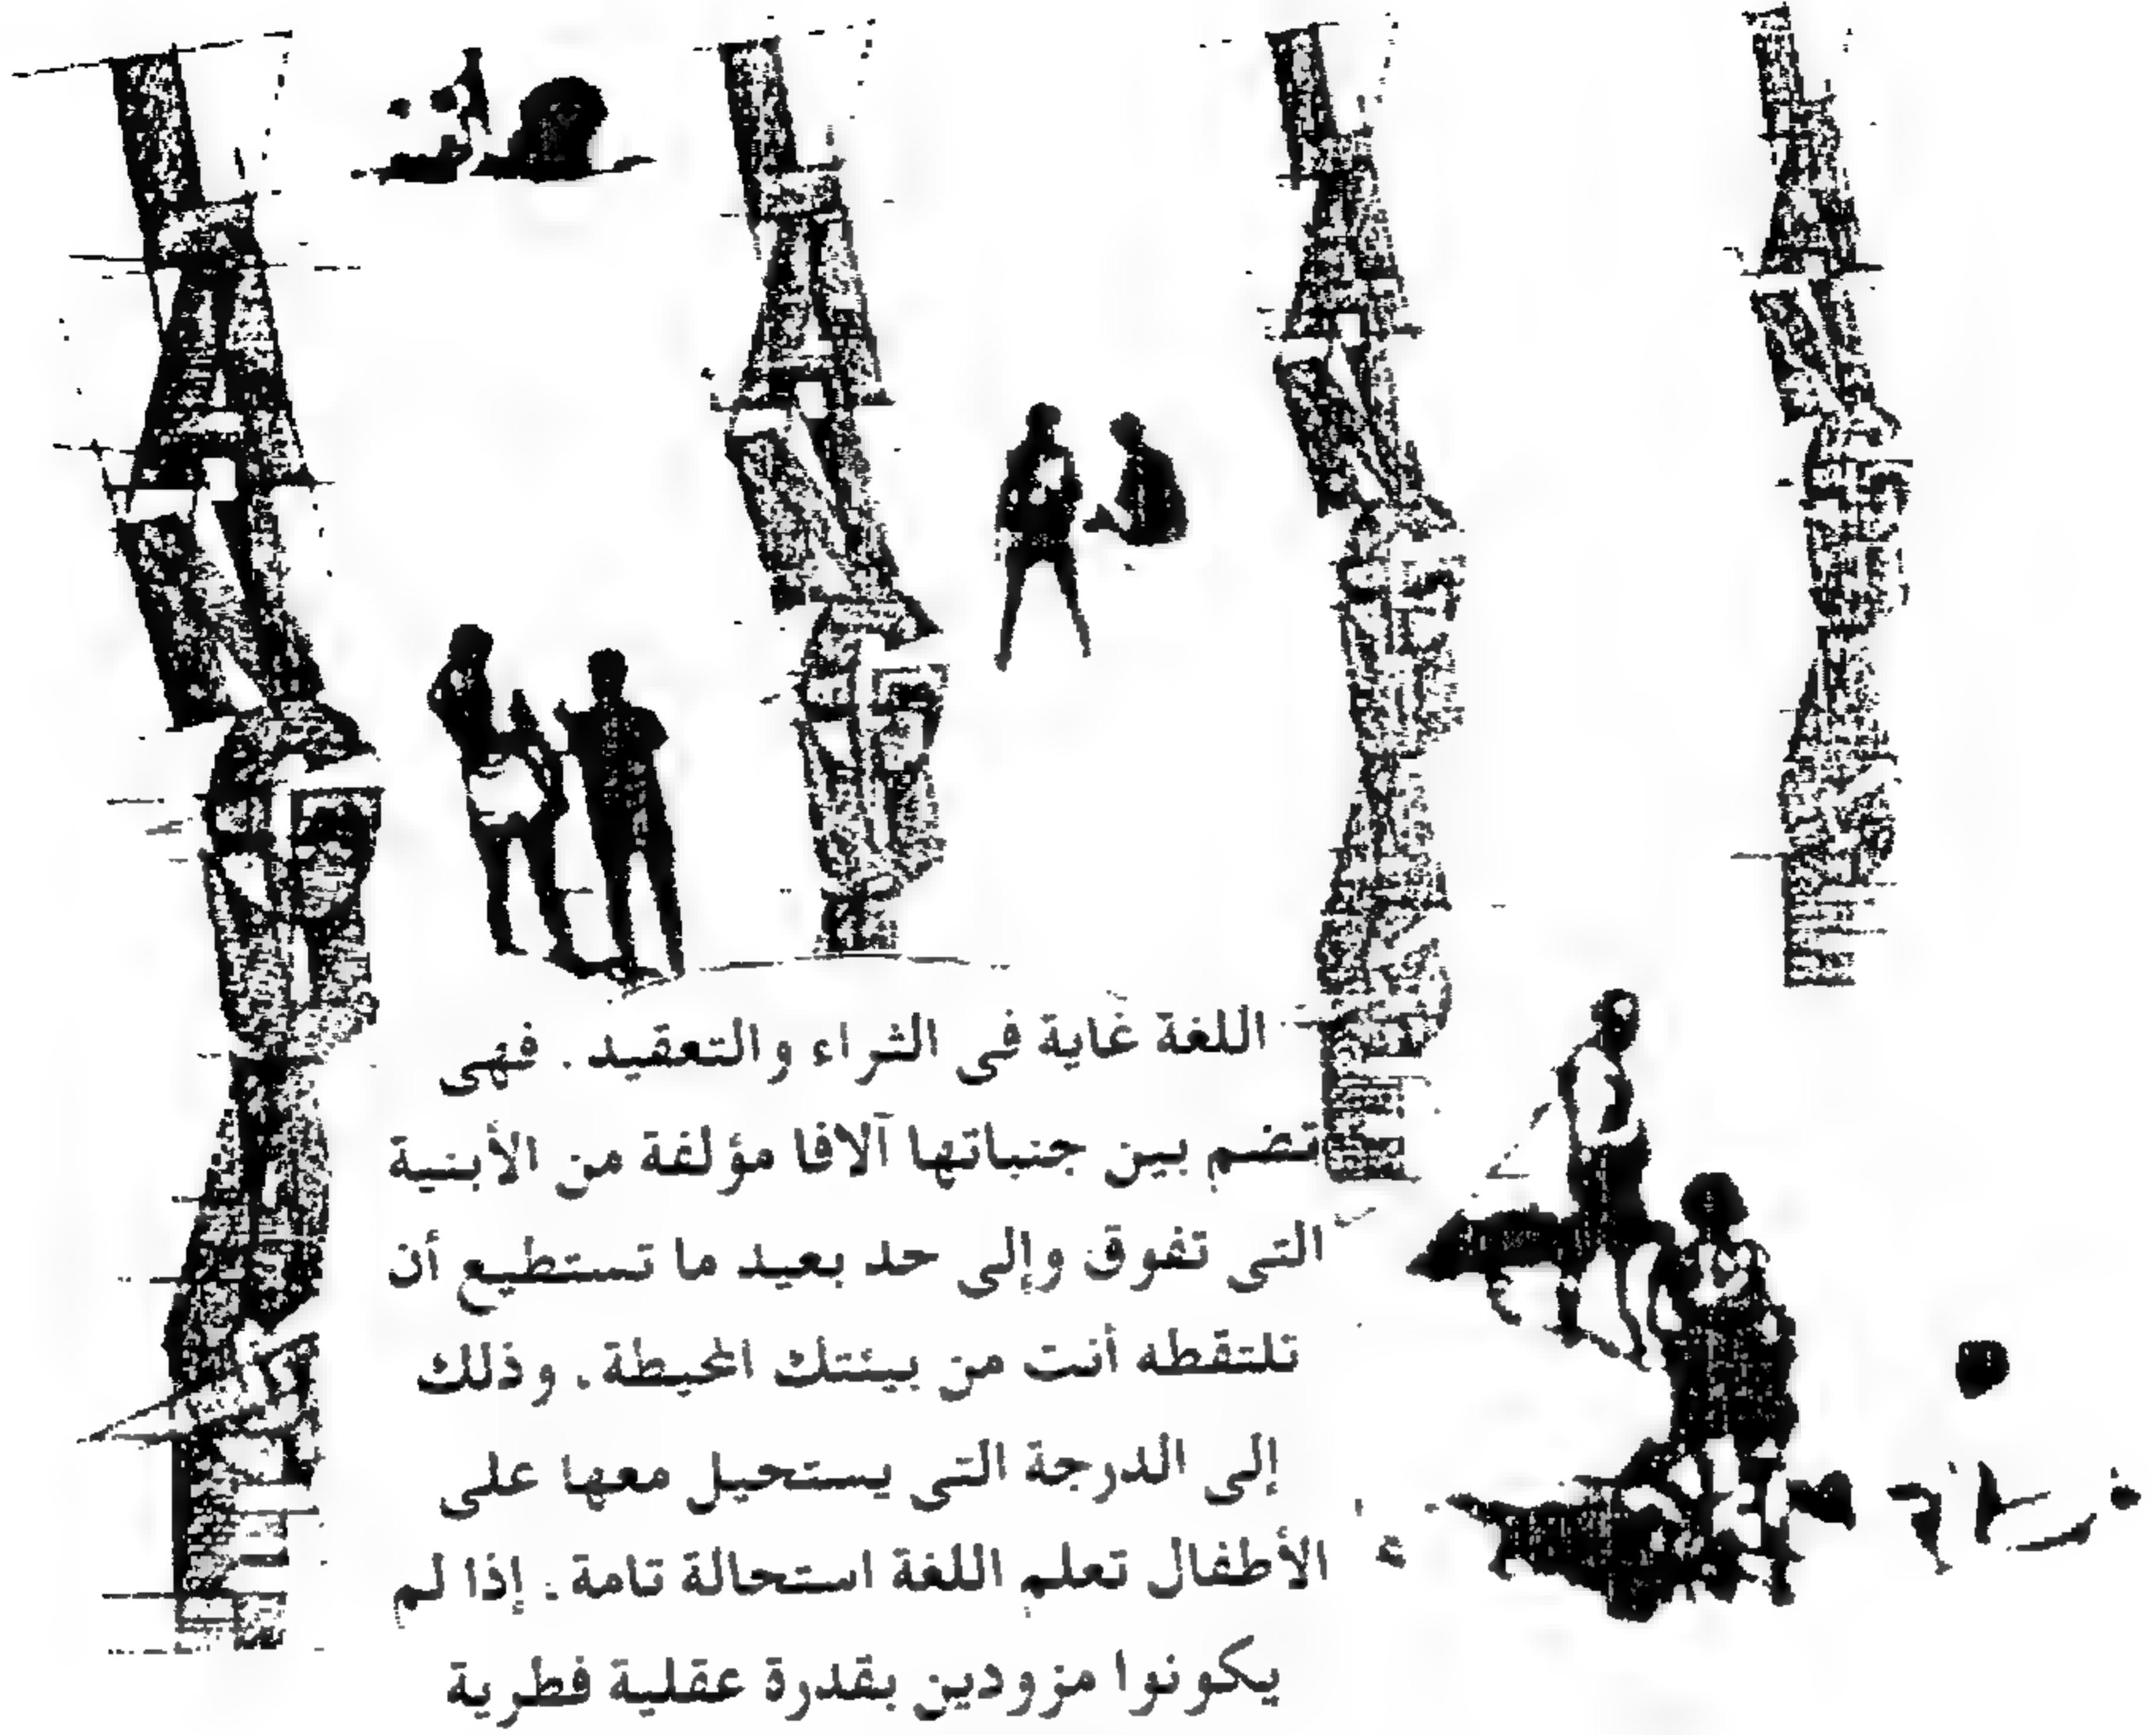 اللغة غاية فى الثراء والتعقيد. فهى
تضم بين جنباتها آلافا مؤلفة من الأبنية
التى تفوق وإلى حد بعيد ما تستطيع أن
تلتقطه أنت من بيئتك المحيطة. وذلك
إلى الدرجة التى يستحيل معها على
الأطفال تعلم اللغة استحالة تامة. إذا لم
يكونوا مزودين بقدرة عقلية فطرية